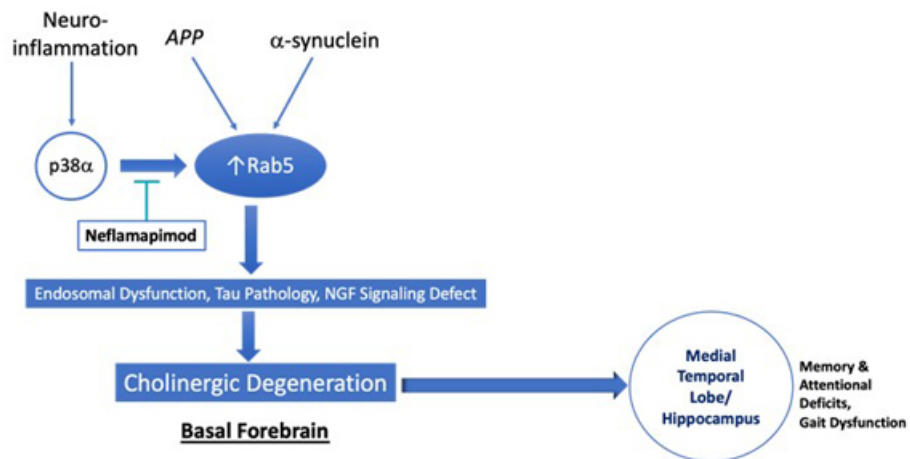 Neuro-
inflammation
APP
α-synuclein
p38α
↑Rab5
Neflamapimod
Endosomal Dysfunction, Tau Pathology, NGF Signaling Defect
Cholinergic Degeneration
Basal Forebrain
Medial
Temporal
Lobe/
Hippocampus
Memory &
Attentional
Deficits,
Gait Dysfunction